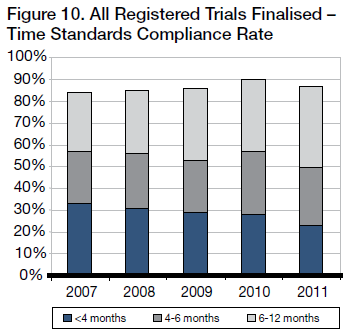 Figure 10. All Registered Trials Finalised –
Time Standards Compliance Rate
100%
90%
80%
70%
60%
50%
40%
30%
20%
10%
0%
2007 2008 2009 2010 2011
<4 months 4-6 months 6-12 months